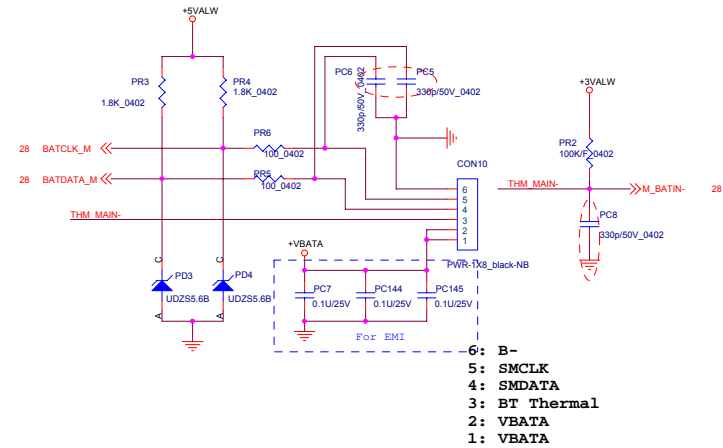 +5VALW
PR3
1.8K_0402
PR4
1.8K_0402
PC6
330p/50V_0402
PC5
330p/50V_0402
+3VALW
PR2
100K/F_0402
28 BATCLK_M
PR6
100_0402
28 BATDATA_M
PR5
100_0402
CON10
6
5
4
3
2
1
THM_MAIN-
THM_MAIN-
M_BATIN- 28
PC8
330p/50V_0402
PWR-1X8_black-NB
+VBATA
C
C
PD3
UDZS5.6B
PD4
UDZS5.6B
A
A
PC7
0.1U/25V
PC144
0.1U/25V
PC145
0.1U/25V
For EMI
6: B-
5: SMCLK
4: SMDATA
3: BT Thermal
2: VBATA
1: VBATA